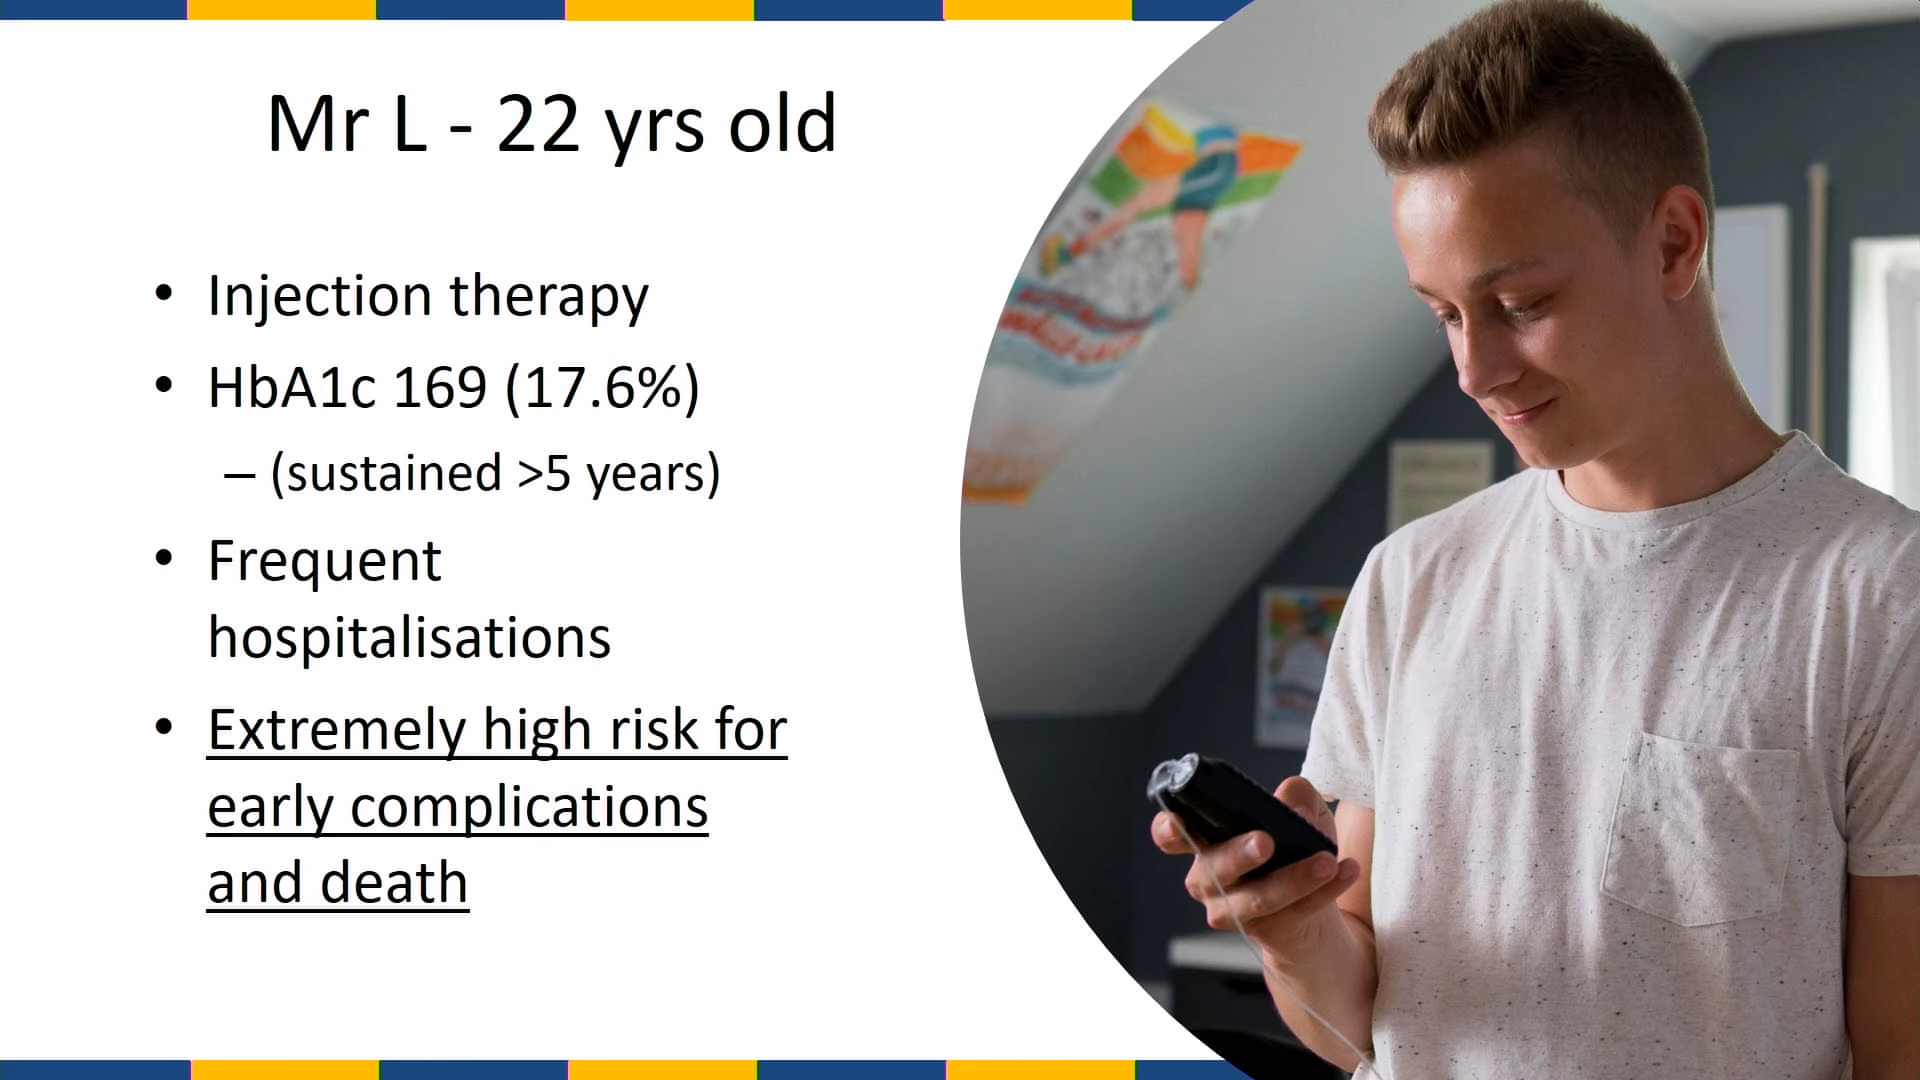 Mr L - 22 yrs old
• Injection therapy
• HbA1c 169 (17.6%)
– (sustained >5 years)
• Frequent
hospitalisations
• Extremely high risk for
early complications
and death